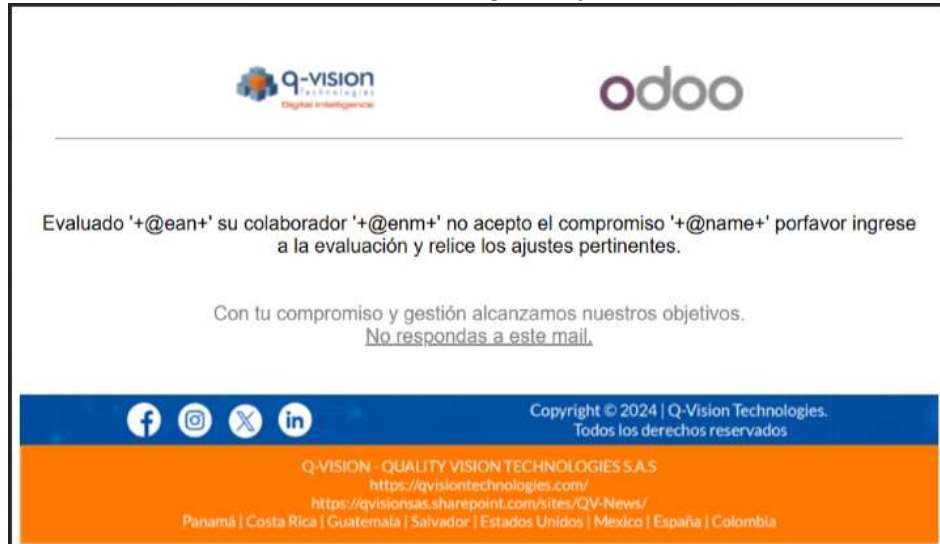 q-vision
Technologies
Digital Intelligence
odoo
Evaluado '+@ean+' su colaborador '+@enm+' no acepto el compromiso '+@name+' porfavor ingrese
a la evaluación y relice los ajustes pertinentes.
Con tu compromiso y gestión alcanzamos nuestros objetivos.
No respondas a este mail.
Copyright © 2024 | Q-Vision Technologies.
Todos los derechos reservados
Q-VISION - QUALITY VISION TECHNOLOGIES S.A.S
https://qvisiontechnologies.com/
https://qvisionsas.sharepoint.com/sites/QV-News/
Panamá | Costa Rica | Guatemala | Salvador | Estados Unidos | Mexico | España | Colombia